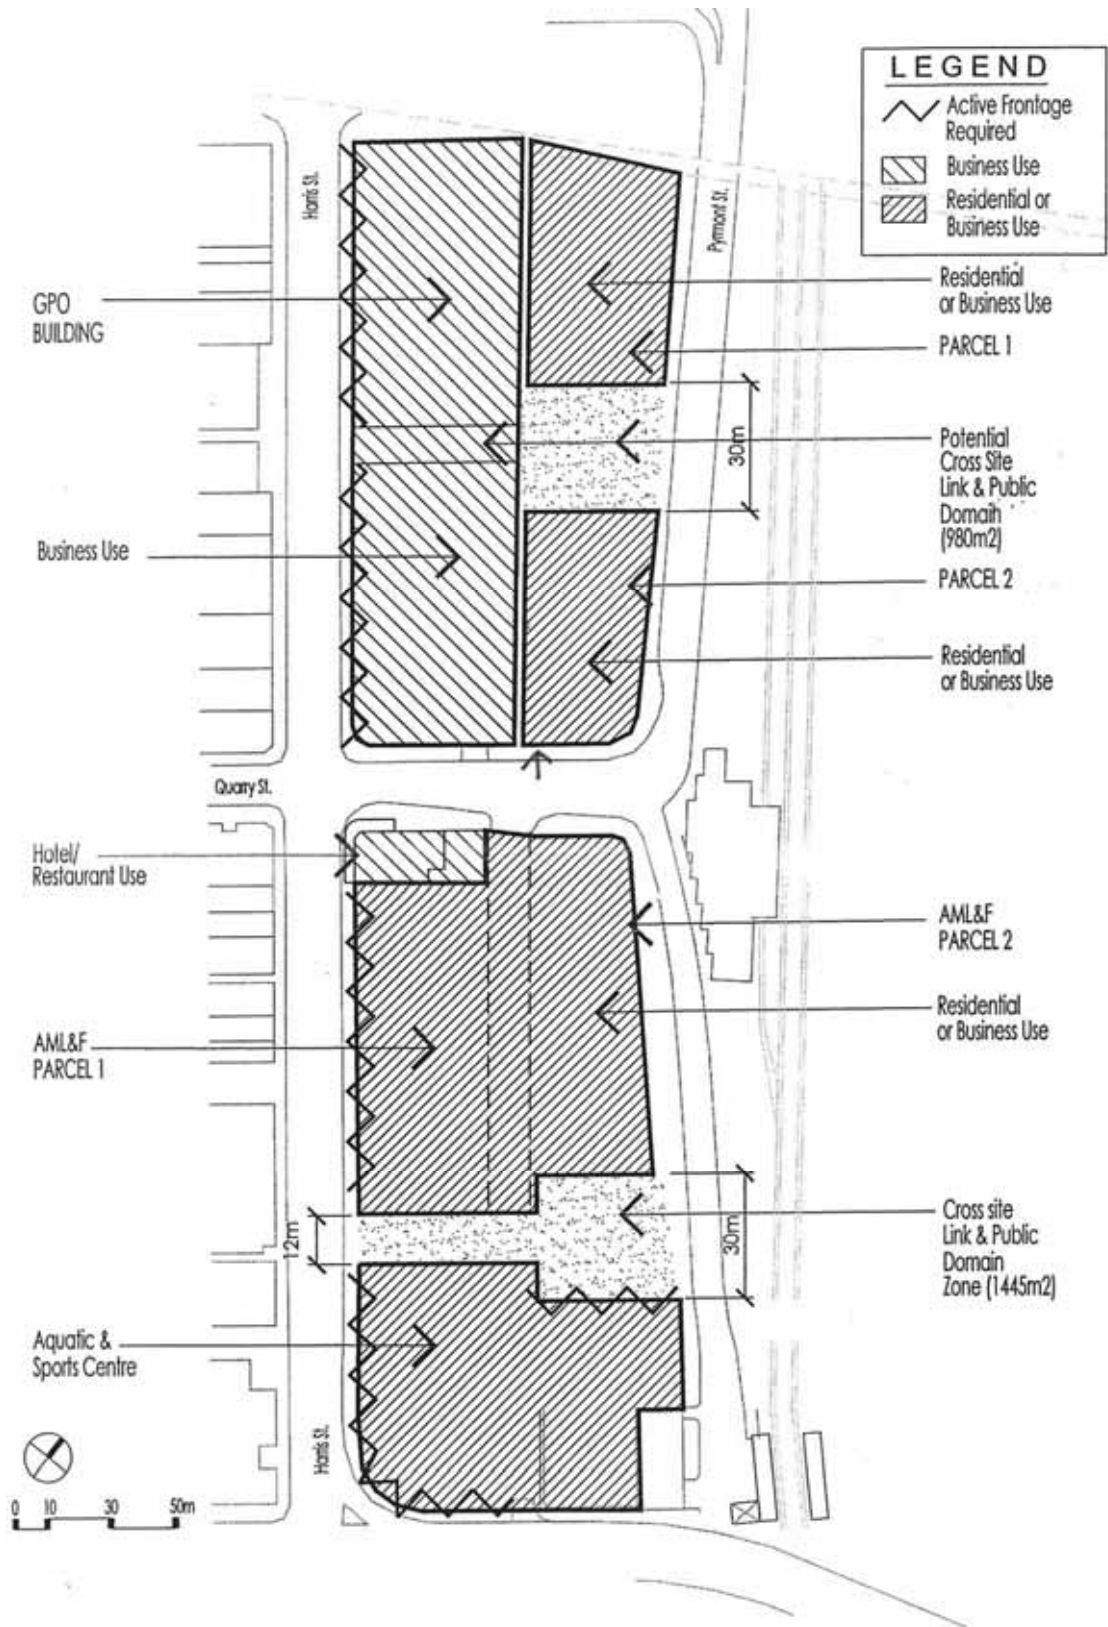 LEGEND
Active Frontage
Required
Business Use
Residential or
Business Use
Harris St.
Pyrmont St.
GPO
BUILDING
Residential
or Business Use
PARCEL 1
30m
Potential
Cross Site
Link & Public
Domain
(980m2)
Business Use
PARCEL 2
Residential
or Business Use
Quarry St.
Hotel/
Restaurant Use
AML&F
PARCEL 2
Residential
or Business Use
AML&F
PARCEL 1
12m
30m
Cross site
Link & Public
Domain
Zone (1445m2)
Aquatic &
Sports Centre
Harris St.
0 10 30 50m